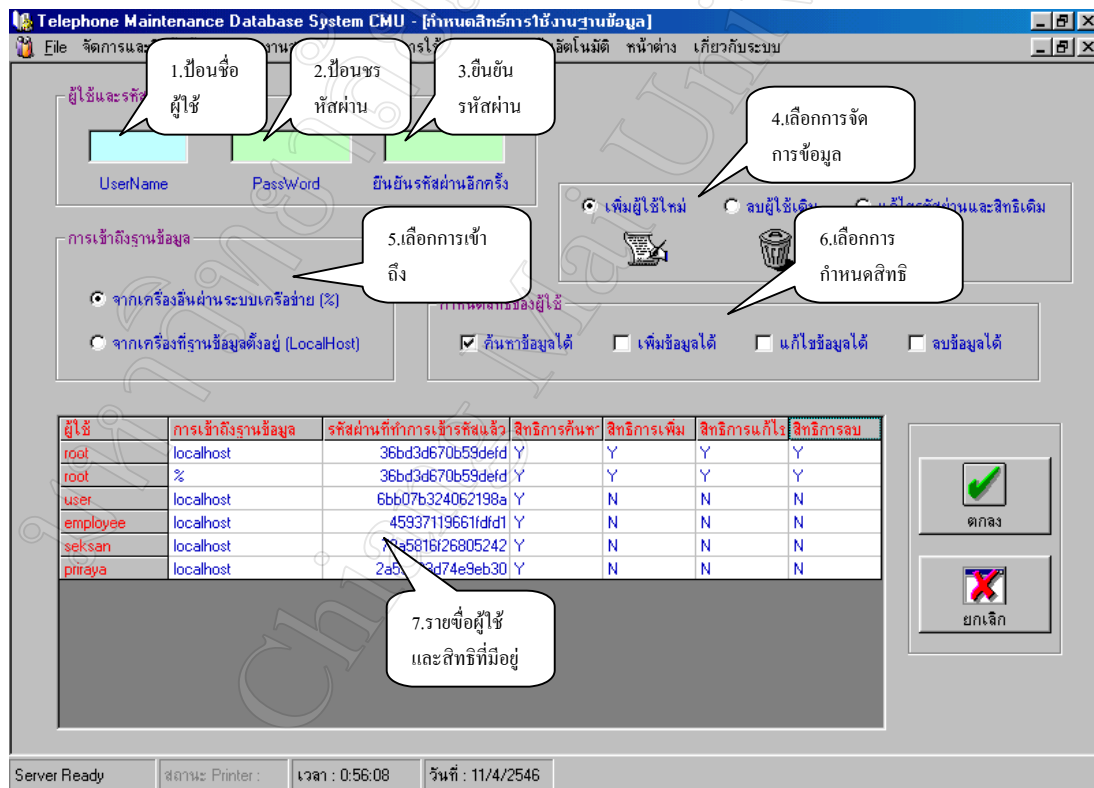 Telephone Maintenance Database System CMU - [กำหนดสิทธ์การใช้งานฐานข้อมูล]
File จัดการและ การใช้ อัตโนมัติ หน้าต่าง เกี่ยวกับระบบ
1.ป้อนชื่อ
ผู้ใช้
2.ป้อนชร
หัสผ่าน
3.ยืนยัน
รหัสผ่าน
4.เลือกการจัด
การข้อมูล
ผู้ใช้และรหัส
UserName PassWord ยืนยันรหัสผ่านอีกครั้ง
เพิ่มผู้ใช้ใหม่ ลบผู้ใช้เดิม แก้ไขรหัสผ่านและสิทธิเดิม
การเข้าถึงฐานข้อมูล
5.เลือกการเข้า
ถึง
6.เลือกการ
กำหนดสิทธิ
จากเครื่องอื่นผ่านระบบเครือข่าย (%)
จากเครื่องที่ฐานข้อมูลตั้งอยู่ (LocalHost)
กำหนดสิทธิของผู้ใช้
ค้นหาข้อมูลได้ เพิ่มข้อมูลได้ แก้ไขข้อมูลได้ ลบข้อมูลได้
ผู้ใช้ การเข้าถึงฐานข้อมูล รหัสผ่านที่ทำการเข้ารหัสแล้ว สิทธิการค้นหา สิทธิการเพิ่ม สิทธิการแก้ไข สิทธิการลบ
root localhost 36bd3d670b59defd Y Y Y Y
root % 36bd3d670b59defd Y Y Y Y
user localhost 6bb07b324062198a Y N N N
employee localhost 45937119661fdfd1 Y N N N
seksan localhost Y N N N
priraya localhost Y N N N
7.รายชื่อผู้ใช้
และสิทธิที่มีอยู่
ตกลง
ยกเลิก
Server Ready สถานะ Printer : เวลา : 0:56:08 วันที่ : 11/4/2546